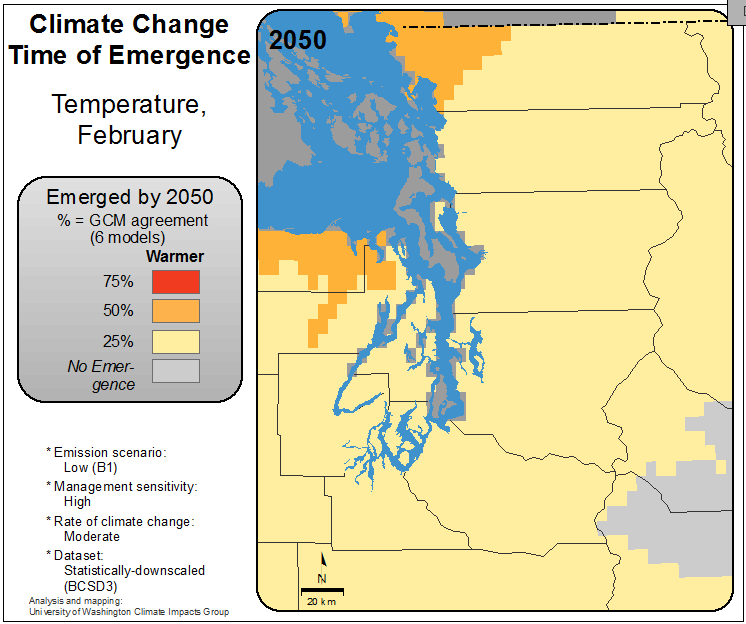 Climate Change
Time of Emergence
Temperature,
February
Emerged by 2050
% = GCM agreement
(6 models)
Warmer
75%
50%
25%
No Emer-
gence
* Emission scenario:
Low (B1)
* Management sensitivity:
High
* Rate of climate change:
Moderate
* Dataset:
Statistically-downscaled
(BCSD3)
Analysis and mapping:
University of Washington Climate Impacts Group
2050
N
20 km